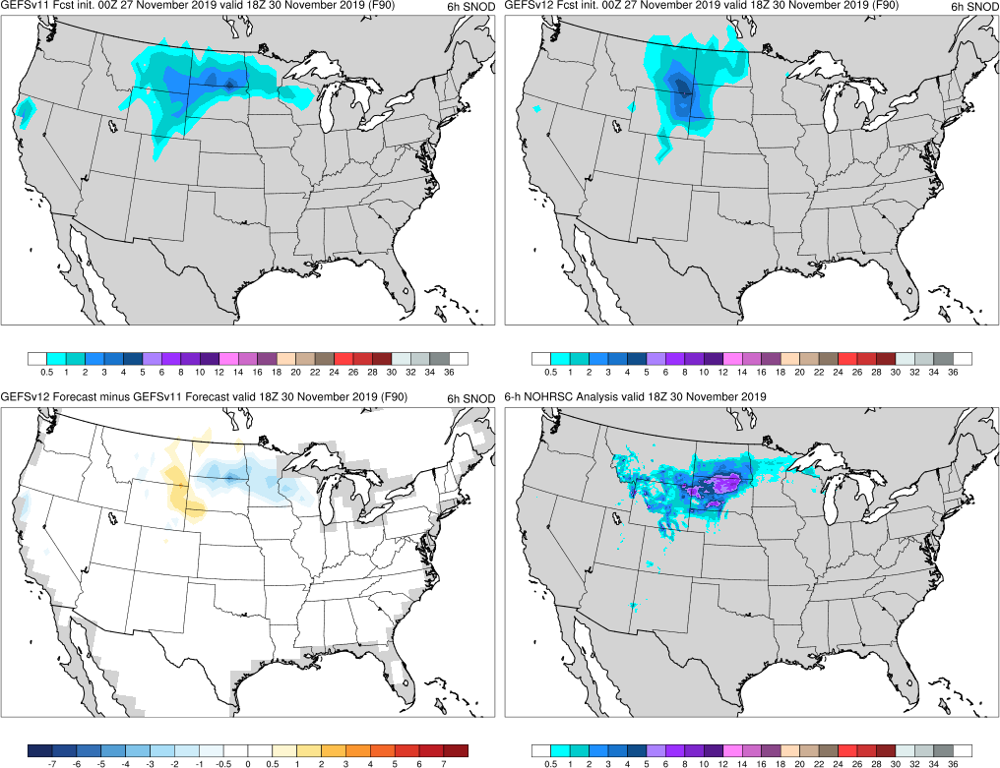 GEFSv11 Fcst init. 00Z 27 November 2019 valid 18Z 30 November 2019 (F90) 6h SNOD
GEFSv12 Fcst init. 00Z 27 November 2019 valid 18Z 30 November 2019 (F90) 6h SNOD
0.5 1 2 3 4 5 6 8 10 12 14 16 18 20 22 24 26 28 30 32 34 36
0.5 1 2 3 4 5 6 8 10 12 14 16 18 20 22 24 26 28 30 32 34 36
GEFSv12 Forecast minus GEFSv11 Forecast valid 18Z 30 November 2019 (F90) 6h SNOD
6-h NOHRSC Analysis valid 18Z 30 November 2019
-7 -6 -5 -4 -3 -2 -1 -0.5 0 0.5 1 2 3 4 5 6 7
0.5 1 2 3 4 5 6 8 10 12 14 16 18 20 22 24 26 28 30 32 34 36